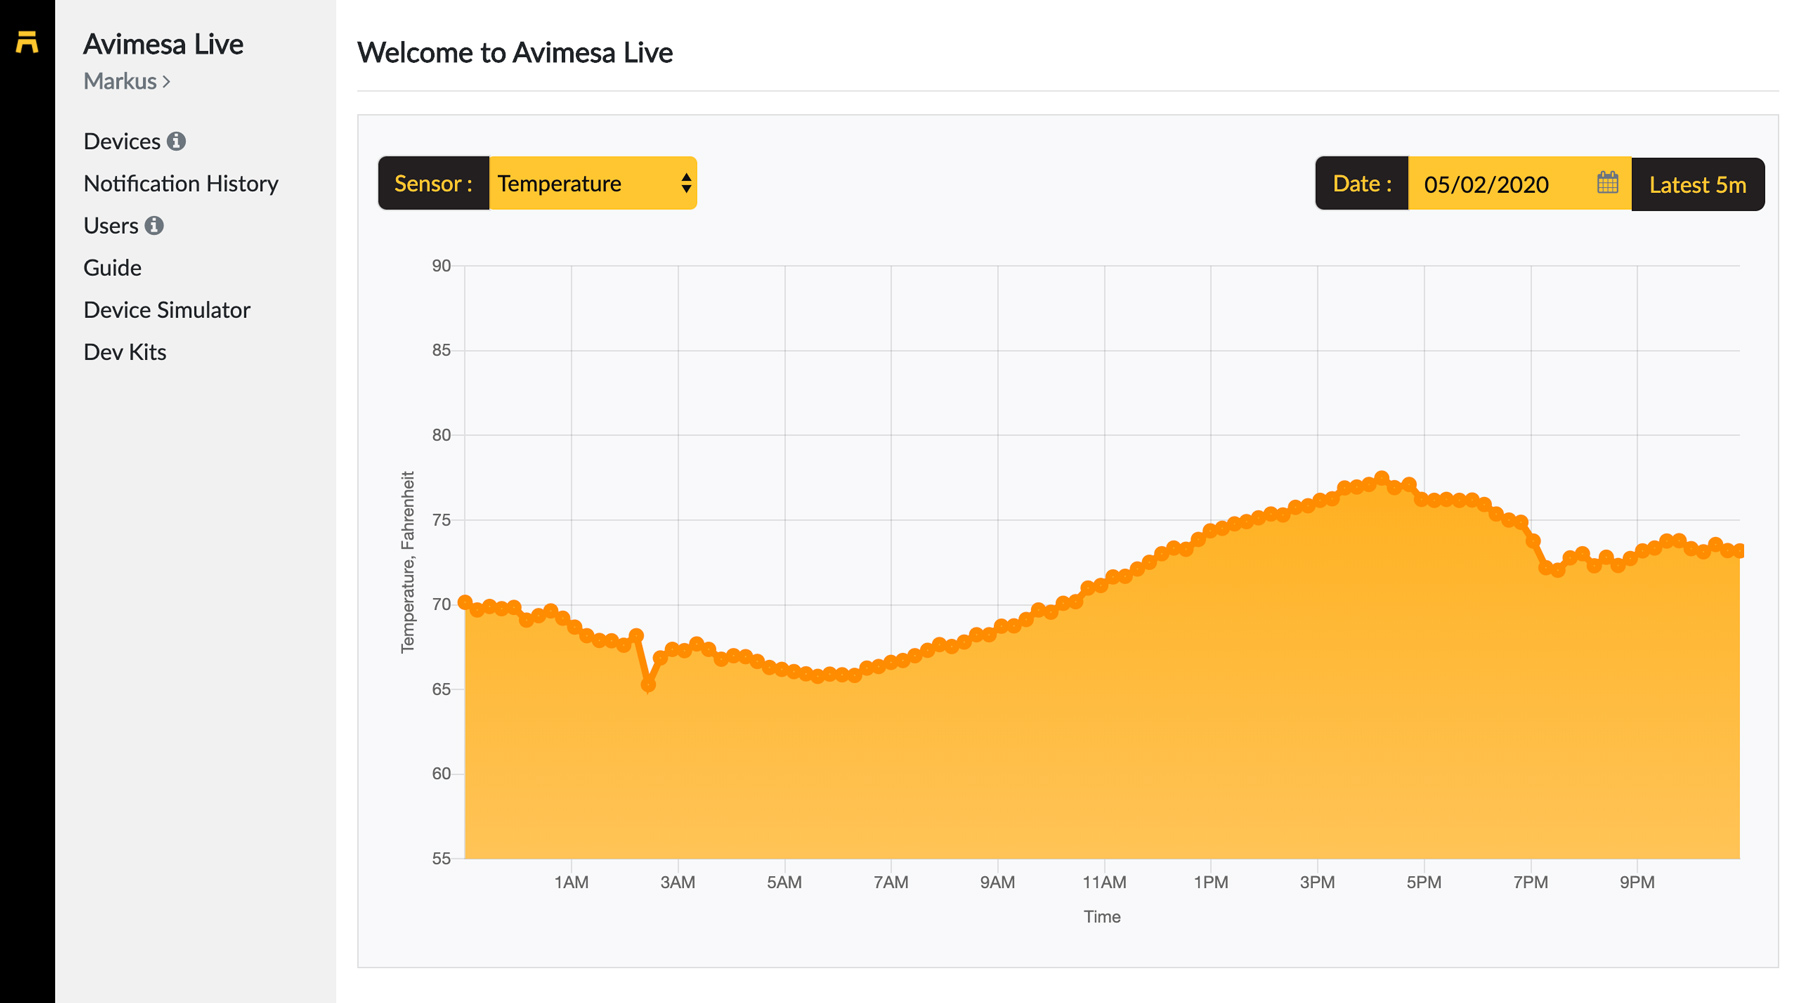 Avimesa Live
Markus >
Devices
Notification History
Users
Guide
Device Simulator
Dev Kits
Welcome to Avimesa Live
Sensor : Temperature
Date : 05/02/2020 Latest 5m
90
85
80
75
70
65
60
55
Temperature, Fahrenheit
1AM 3AM 5AM 7AM 9AM 11AM 1PM 3PM 5PM 7PM 9PM
Time